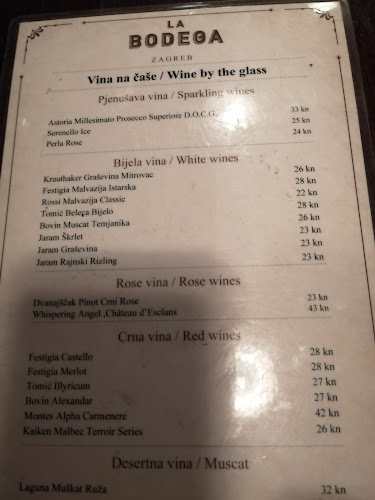 LA
BODEGA
ZAGREB
Vina na čaše / Wine by the glass
Pjenušava vina / Sparkling wines
Astoria Millesimato Prosecco Superiore D.O.C.G. 33 kn
Serenello Ice 25 kn
Perla Rose 24 kn
Bijela vina / White wines
Krauthaker Graševina Mitrovac 26 kn
Festigia Malvazija Istarska 28 kn
Rossi Malvazija Classic 22 kn
Tomić Beleca Bijelo 28 kn
Bovin Muscat Temjanika 26 kn
Jaram Škrlet 23 kn
Jaram Graševina 23 kn
Jaram Rajnski Rizling 23 kn
Rose vina / Rose wines
Dvanajščak Pinot Crni Rose 23 kn
Whispering Angel ,Château d'Esclans 43 kn
Crna vina / Red wines
Festigia Castello 28 kn
Festigia Merlot 28 kn
Tomić Illyricum 27 kn
Bovin Alexandar 27 kn
Montes Alpha Carmenere 42 kn
Kaiken Malbec Terroir Series 26 kn
Desertna vina / Muscat
Laguna Muškat Ruža 32 kn